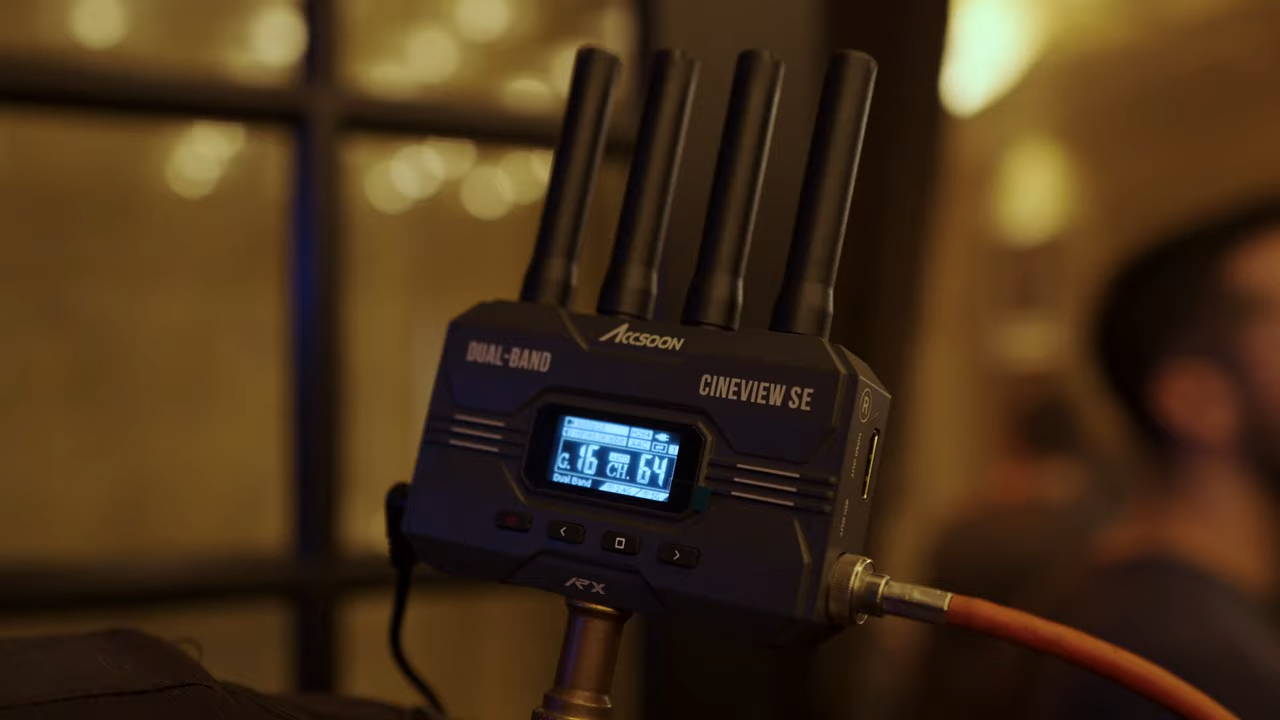 ACCSOON
DUAL-BAND
CINEVIEW SE
G. 16 CH. 64
Dual Band
RX
R